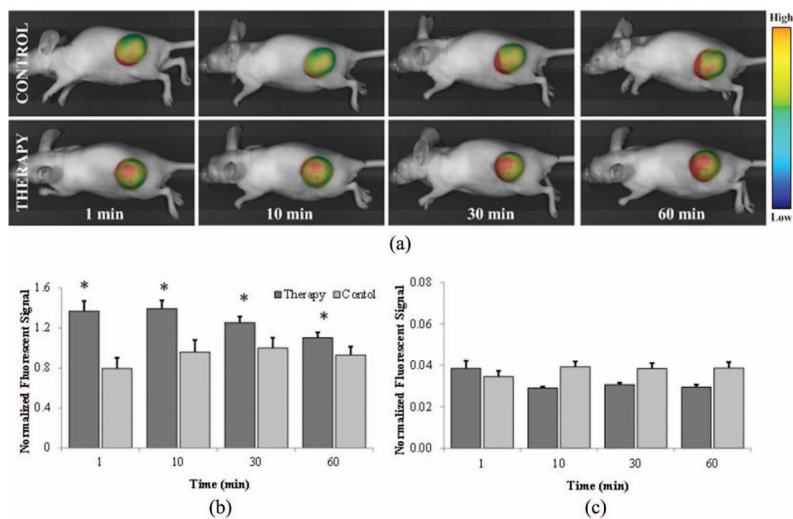 High
CONTROL
THERAPY
1 min
10 min
30 min
60 min
Low
(a)
Normalized Fluorescent Signal
1.6
1.2
0.8
0.4
0
* * * *
Therapy Contol
1 10 30 60
Time (min)
(b)
Normalized Fluorescent Signal
0.08
0.06
0.04
0.02
0.00
1 10 30 60
Time (min)
(c)